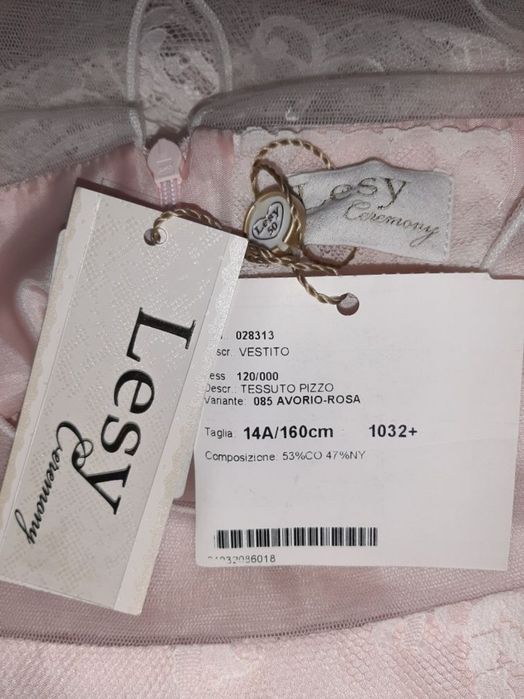 Lesy
Ceremony
Lesy
50
Lesy
Ceremony
028313
VESTITO
120/000
Descr.: TESSUTO PIZZO
Variante: 085 AVORIO-ROSA
Taglia: 14A/160cm 1032+
Composizione: 53%CO 47%NY